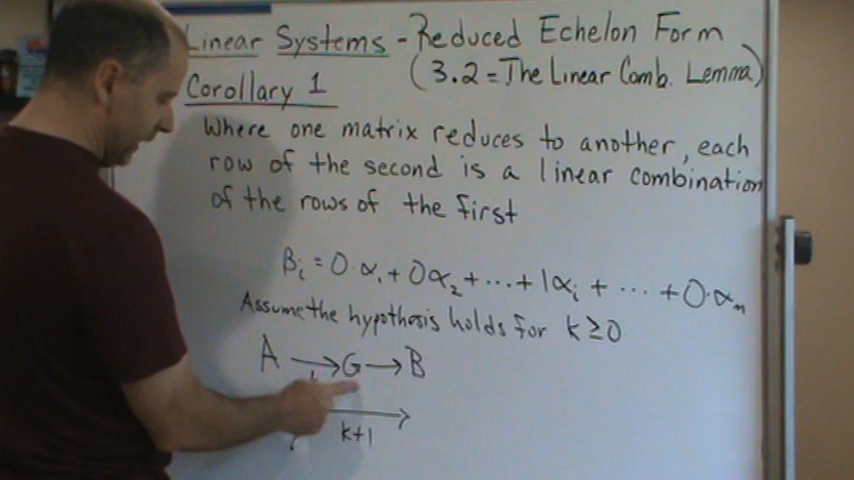 Linear Systems - Reduced Echelon Form
(3.2 = The Linear Comb. Lemma)
Corollary 1
Where one matrix reduces to another, each
row of the second is a linear combination
of the rows of the first
βᵢ = 0·α₁ + 0α₂ + ··· + 1αᵢ + ··· + 0·αₘ
Assume the hypothesis holds for k ≥ 0
A → G → B
k+1